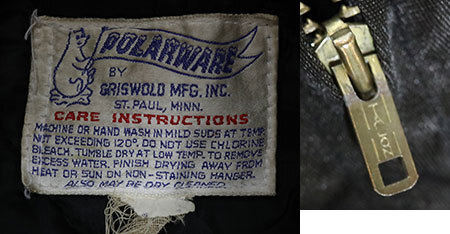 POLARWARE
BY
GRISWOLD MFG. INC.
ST. PAUL, MINN.
CARE INSTRUCTIONS
MACHINE OR HAND WASH IN MILD SUDS AT TEMP.
NOT EXCEEDING 120°. DO NOT USE CHLORINE
BLEACH. TUMBLE DRY AT LOW TEMP. TO REMOVE
EXCESS WATER. FINISH DRYING AWAY FROM
HEAT OR SUN ON NON-STAINING HANGER.
ALSO MAY BE DRY CLEANED.